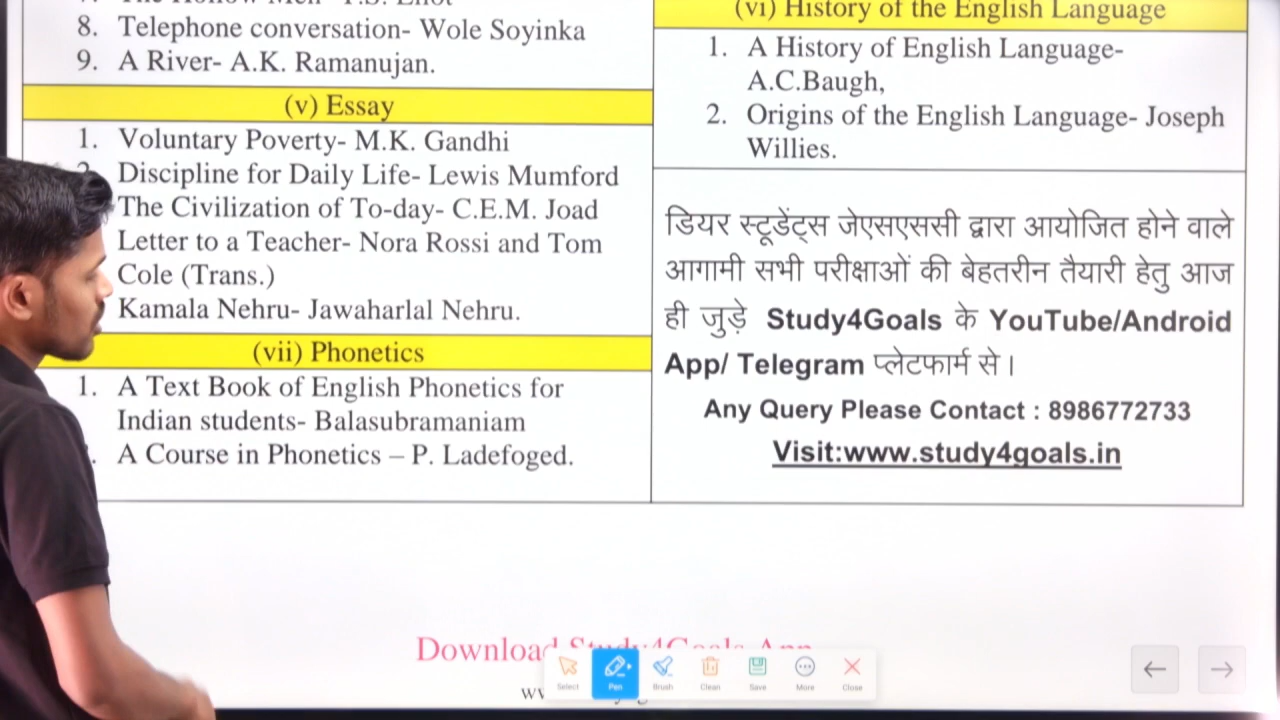 8. Telephone conversation- Wole Soyinka
9. A River- A.K. Ramanujan.
(v) Essay
1. Voluntary Poverty- M.K. Gandhi
Discipline for Daily Life- Lewis Mumford
The Civilization of To-day- C.E.M. Joad
Letter to a Teacher- Nora Rossi and Tom
Cole (Trans.)
Kamala Nehru- Jawaharlal Nehru.
(vii) Phonetics
1. A Text Book of English Phonetics for
Indian students- Balasubramaniam
A Course in Phonetics – P. Ladefoged.
(vi) History of the English Language
1. A History of English Language-
A.C.Baugh,
2. Origins of the English Language- Joseph
Willies.
डियर स्टूडेंट्स जेएसएससी द्वारा आयोजित होने वाले
आगामी सभी परीक्षाओं की बेहतरीन तैयारी हेतु आज
ही जुड़े Study4Goals के YouTube/Android
App/ Telegram प्लेटफार्म से।
Any Query Please Contact : 8986772733
Visit:www.study4goals.in
Download Study4Goals App
Select Pen Brush Clean Save More Close